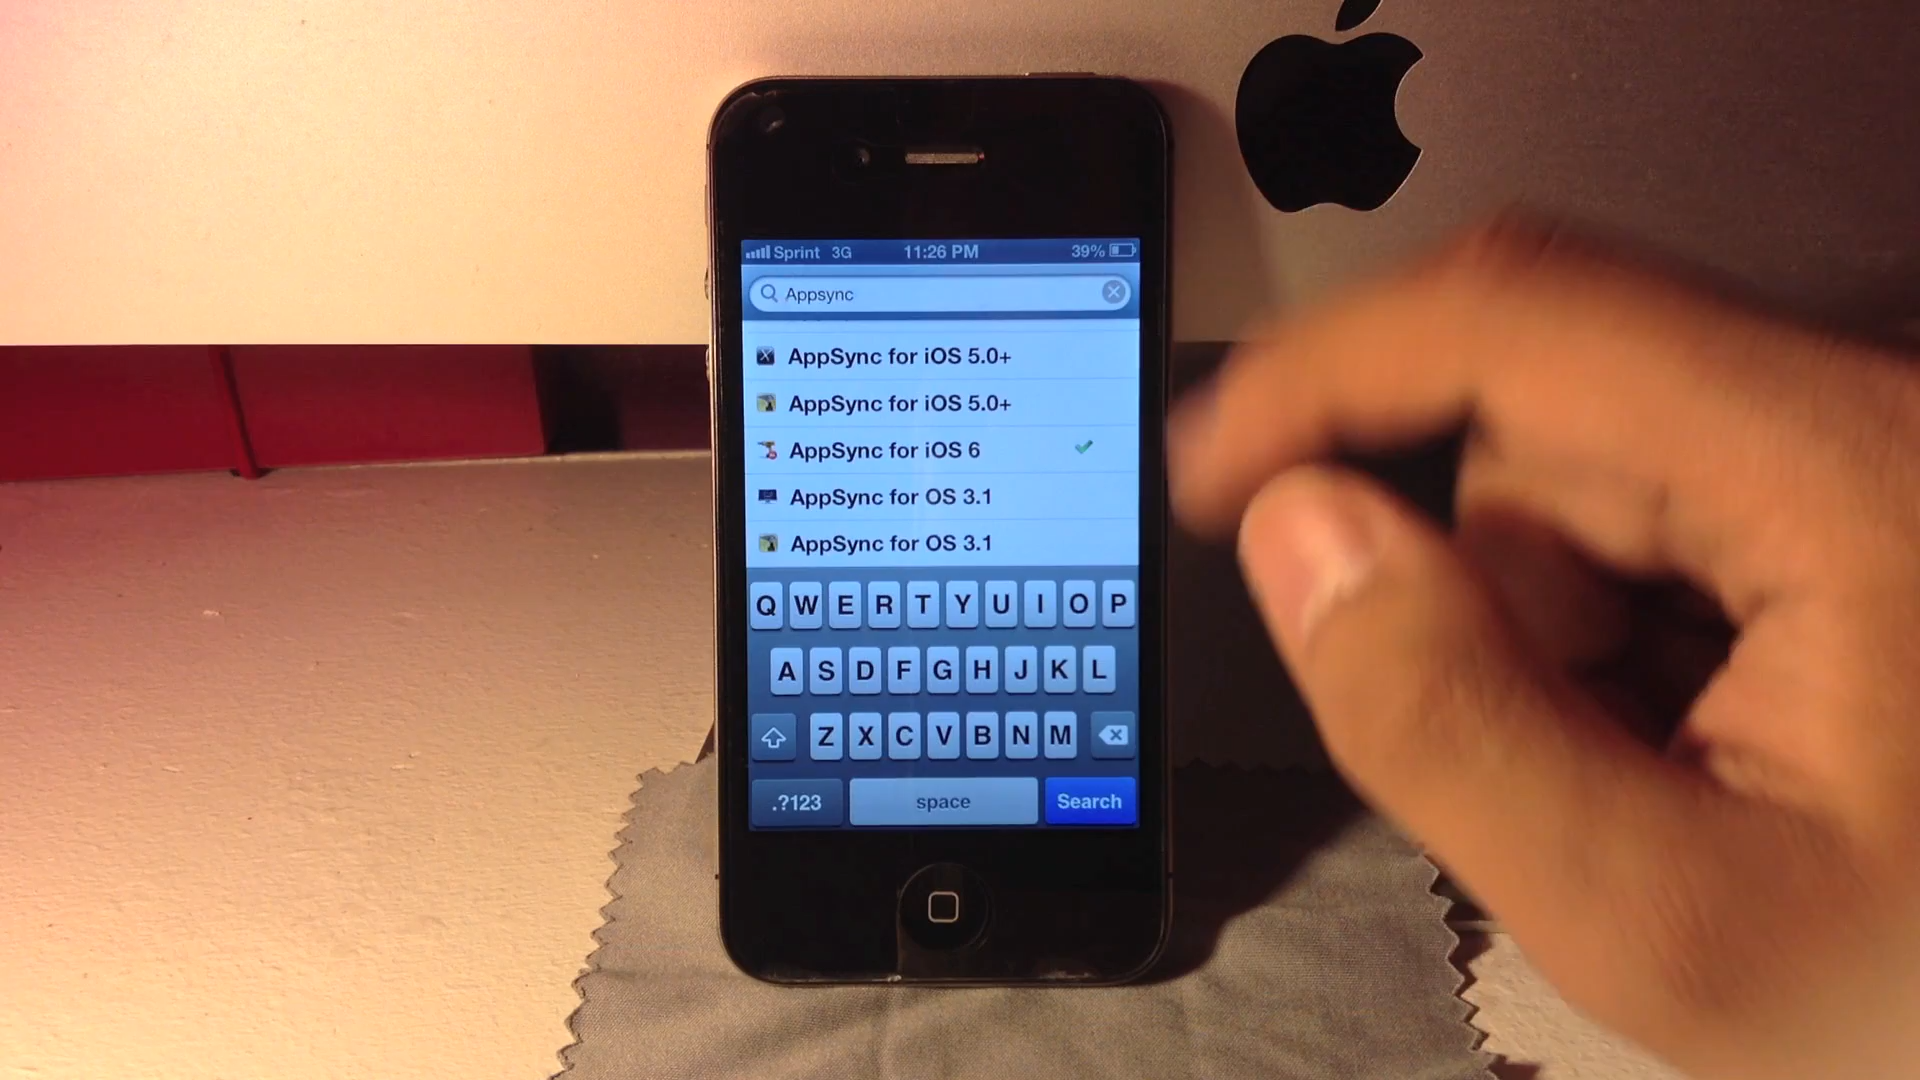 Sprint 3G 11:26 PM 39%
Appsync
AppSync for iOS 5.0+
AppSync for iOS 5.0+
AppSync for iOS 6
AppSync for OS 3.1
AppSync for OS 3.1
Q W E R T Y U I O P
A S D F G H J K L
Z X C V B N M
.?123 space Search